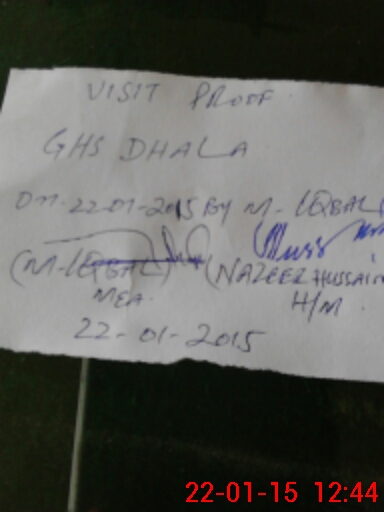 VISIT PROOF.
GHS DHALA
On. 22-01-2015 By M. IQBAL
(M-IQBAL) (NAZEER HUSSAIN
MEA. H/M.
22-01-2015
22-01-15 12:44